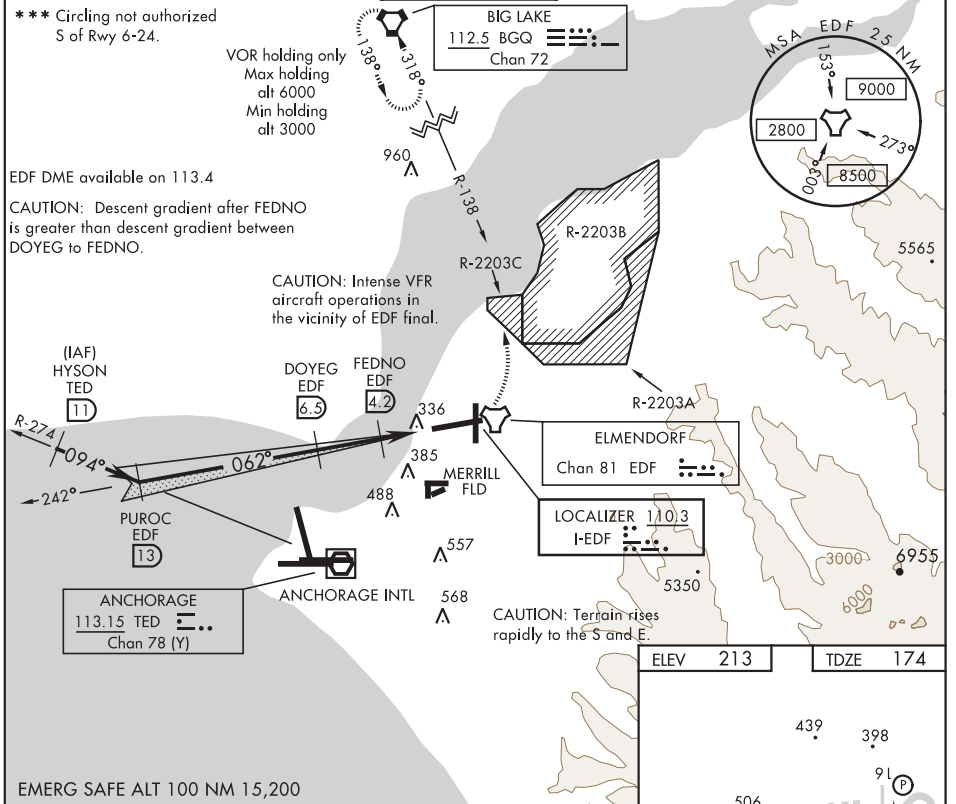 *** Circling not authorized
S of Rwy 6-24.
BIG LAKE
112.5 BGQ
Chan 72
138°
318°
VOR holding only
Max holding
alt 6000
Min holding
alt 3000
MSA EDF 25 NM
153°
9000
2800
273°
003°
8500
960
EDF DME available on 113.4
R-138
CAUTION: Descent gradient after FEDNO
is greater than descent gradient between
DOYEG to FEDNO.
R-2203B
5565
R-2203C
CAUTION: Intense VFR
aircraft operations in
the vicinity of EDF final.
(IAF)
HYSON
TED
11
DOYEG
EDF
6.5
FEDNO
EDF
4.2
336
R-2203A
R-274
094°
062°
ELMENDORF
Chan 81 EDF
385
MERRILL
FLD
242°
488
PUROC
EDF
13
LOCALIZER 110.3
I-EDF
557
3000
6955
5350
6000
ANCHORAGE INTL
568
ANCHORAGE
113.15 TED
Chan 78 (Y)
CAUTION: Terrain rises
rapidly to the S and E.
ELEV 213
TDZE 174
439
398
91
P
506
EMERG SAFE ALT 100 NM 15,200